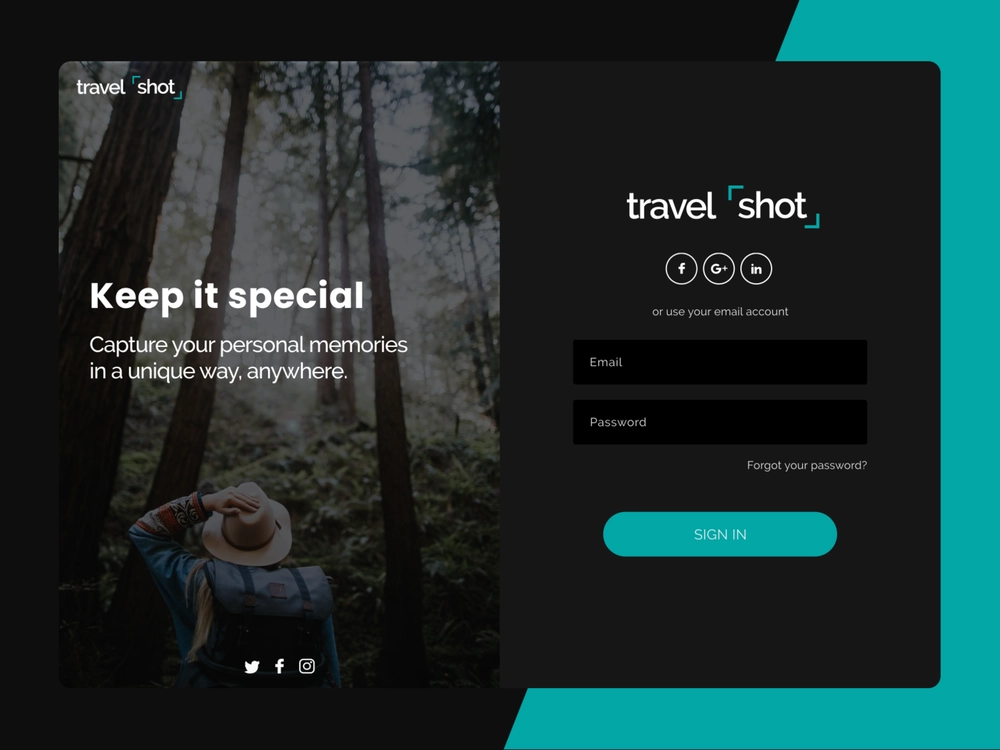 travel shot
Keep it special
Capture your personal memories
in a unique way, anywhere.
travel shot
f
G+
in
or use your email account
Email
Password
Forgot your password?
SIGN IN